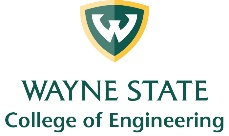 W
WAYNE STATE
College of Engineering